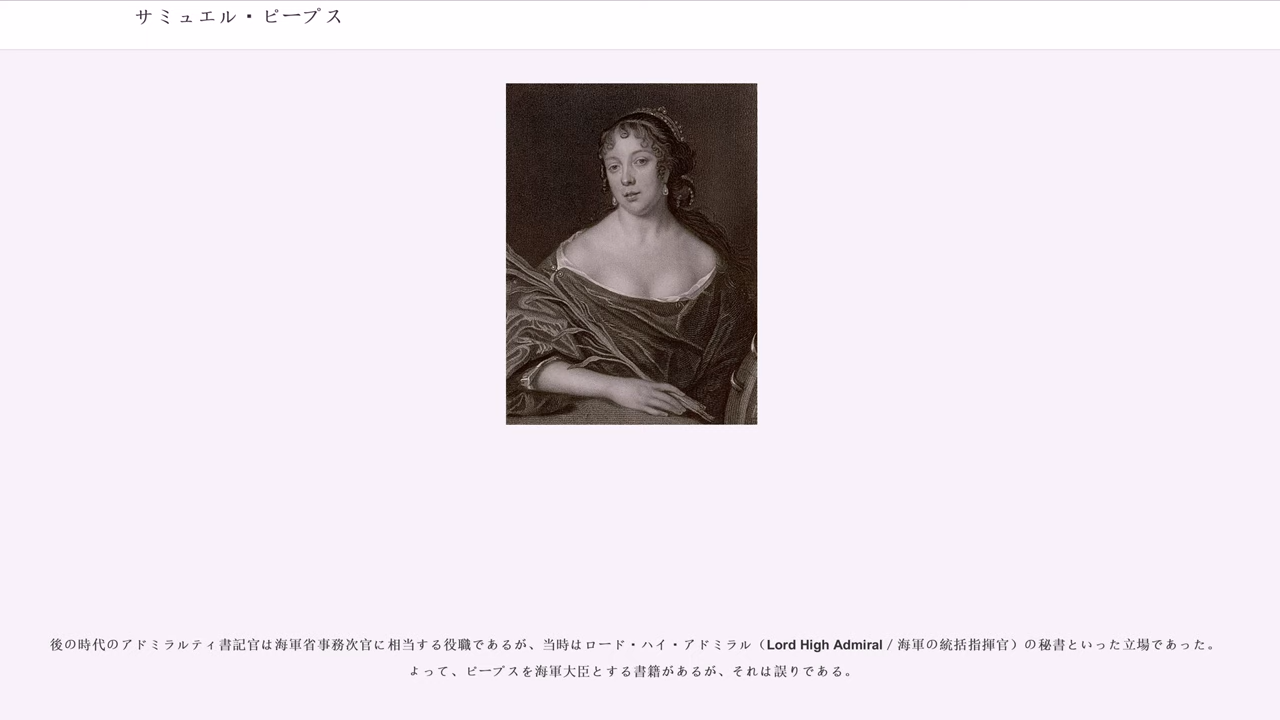 サミュエル・ピープス
後の時代のアドミラルティ書記官は海軍省事務次官に相当する役職であるが、当時はロード・ハイ・アドミラル（Lord High Admiral / 海軍の統括指揮官）の秘書といった立場であった。
よって、ピープスを海軍大臣とする書籍があるが、それは誤りである。